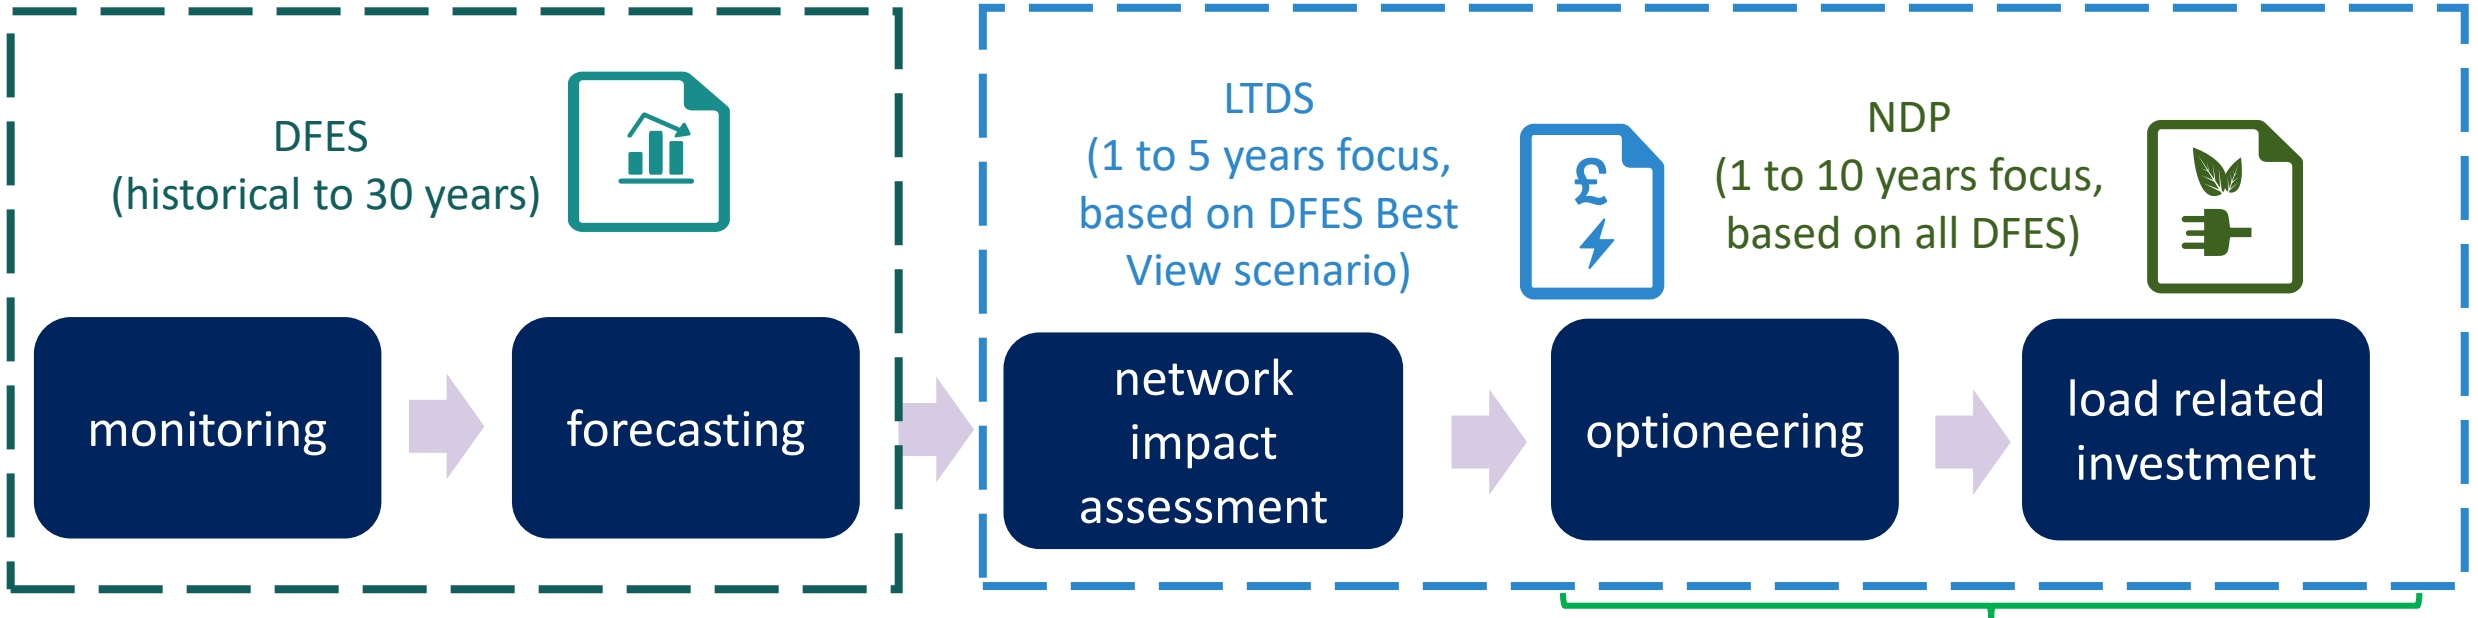 DFES
(historical to 30 years)
LTDS
(1 to 5 years focus,
based on DFES Best
View scenario)
£
NDP
(1 to 10 years focus,
based on all DFES)
monitoring
forecasting
network
impact
assessment
optioneering
load related
investment